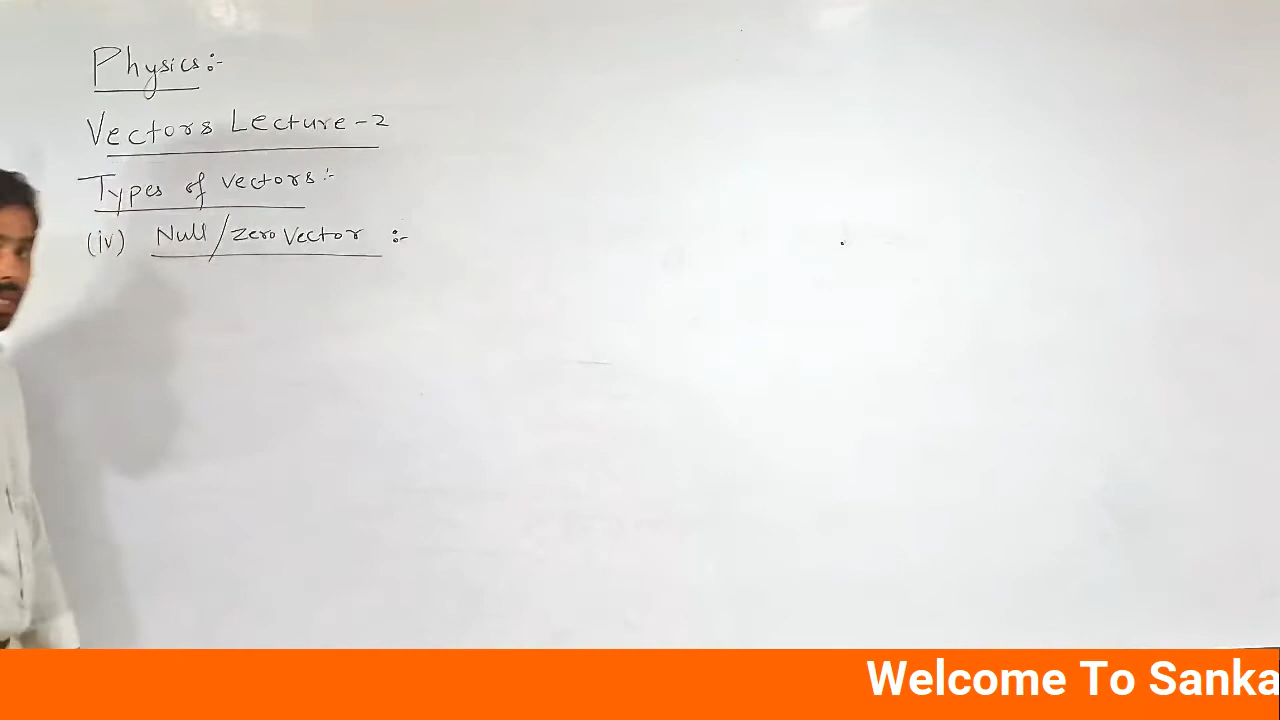 Physics:-
Vectors Lecture-2
Types of vectors:-
(iv) Null/Zero Vector :-
Welcome To Sanka